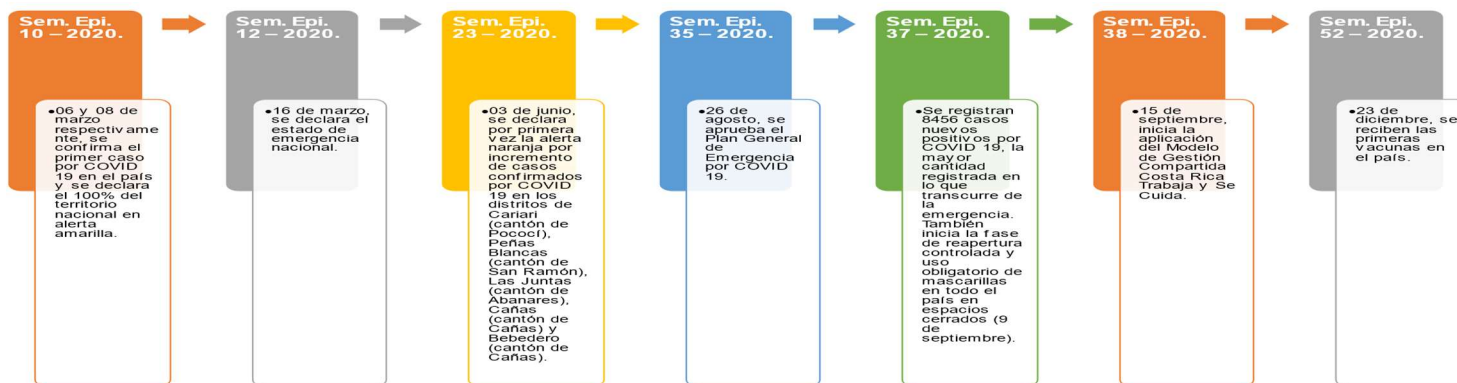 Sem. Epi.
10 – 2020.
•06 y 08 de
marzo
respectivame
nte, se
confirma el
primer caso
por COVID
19 en el país
y se declara
el 100% del
territorio
nacional en
alerta
amarilla.
Sem. Epi.
12 – 2020.
•16 de marzo,
se declara el
estado de
emergencia
nacional.
Sem. Epi.
23 – 2020.
•03 de junio,
se declara
por primera
vez la alerta
naranja por
incremento
de casos
confirmados
por COVID
19 en los
distritos de
Cariari
(cantón de
Pococí),
Peñas
Blancas
(cantón de
San Ramón),
Las Juntas
(cantón de
Abanares),
Cañas
(cantón de
Cañas) y
Bebedero
(cantón de
Cañas).
Sem. Epi.
35 – 2020.
•26 de
agosto, se
aprueba el
Plan General
de
Emergencia
por COVID
19.
Sem. Epi.
37 – 2020.
•Se registran
8456 casos
nuevos
positivos por
COVID 19, la
mayor
cantidad
registrada en
lo que
transcurre de
la
emergencia.
También
inicia la fase
de reapertura
controlada y
uso
obligatorio de
mascarillas
en todo el
país en
espacios
cerrados (9
de
septiembre).
Sem. Epi.
38 – 2020.
•15 de
septiembre,
inicia la
aplicación
del Modelo
de Gestión
Compartida
Costa Rica
Trabaja y Se
Cuida.
Sem. Epi.
52 – 2020.
•23 de
diciembre, se
reciben las
primeras
vacunas en
el país.